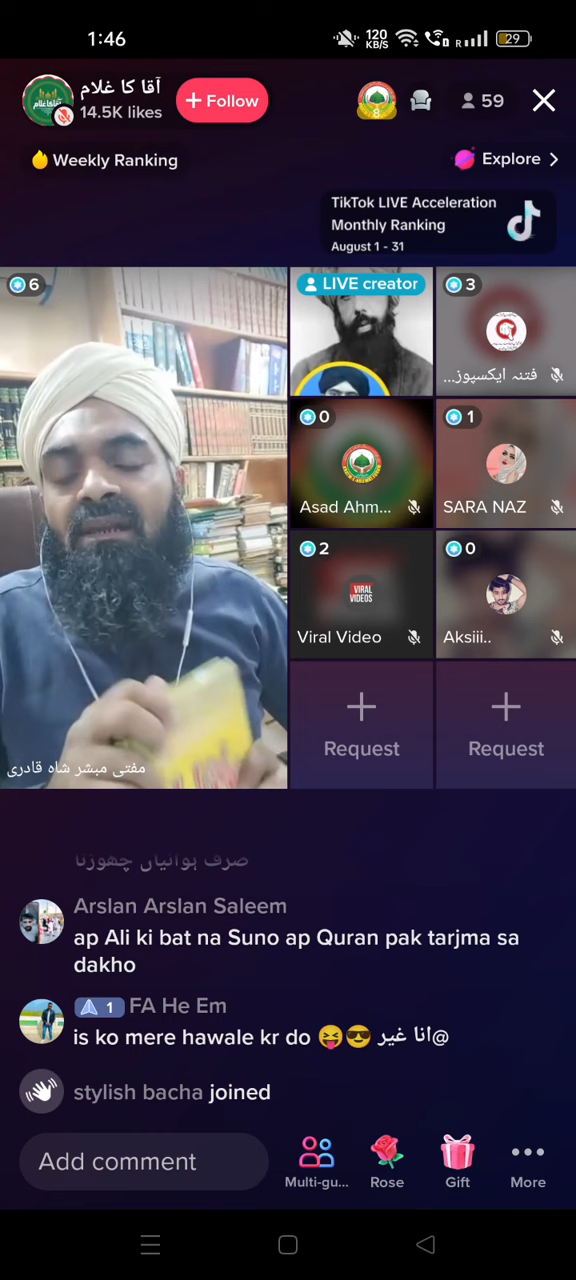 1:46
120
KB/S
R
29
آقا کا غلام
14.5K likes
+ Follow
8
59
Weekly Ranking
Explore
TikTok LIVE Acceleration
Monthly Ranking
August 1 - 31
6
LIVE creator
3
فتنہ ایکسپوز...
0
Asad Ahm...
1
SARA NAZ
2
VIRAL
VIDEOS
Viral Video
0
Aksiii..
Request
Request
مفتی مبشر شاہ قادری
صرف ہوائیاں چھوڑنا
Arslan Arslan Saleem
ap Ali ki bat na Suno ap Quran pak tarjma sa
dakho
1 FA He Em
is ko mere hawale kr do 😝😎 انا غیر@
stylish bacha joined
Add comment
Multi-gu...
Rose
Gift
More